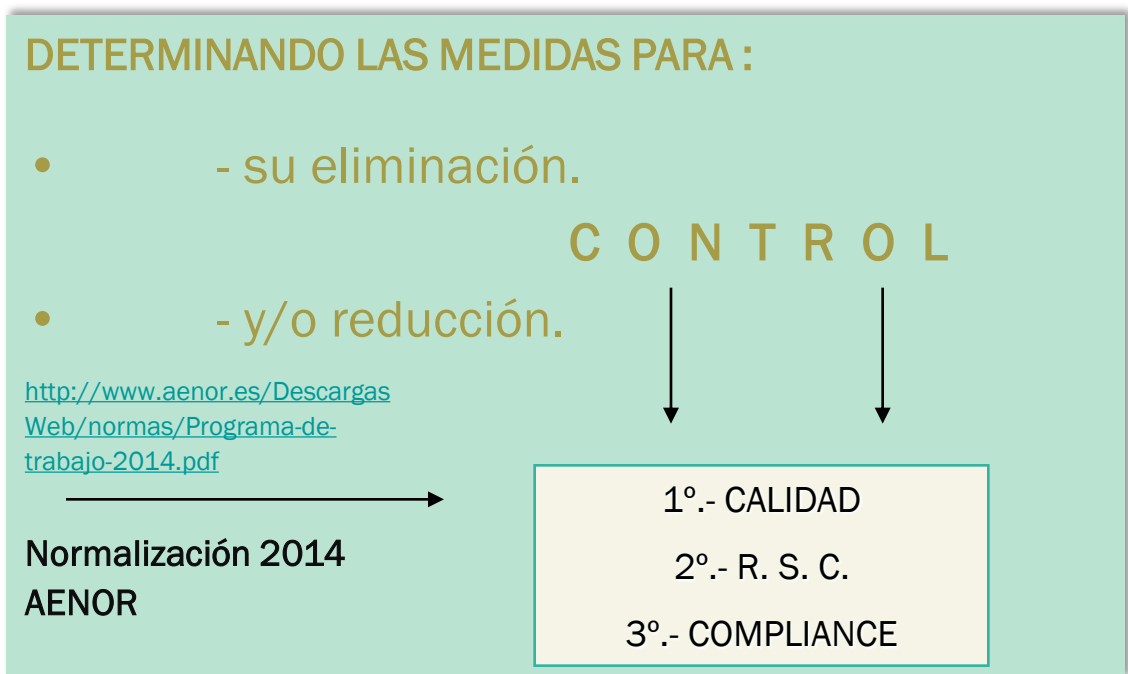 DETERMINANDO LAS MEDIDAS PARA :
• - su eliminación.
C O N T R O L
• - y/o reducción.
http://www.aenor.es/Descargas
Web/normas/Programa-de-
trabajo-2014.pdf
Normalización 2014
AENOR
1º.- CALIDAD
2º.- R. S. C.
3º.- COMPLIANCE